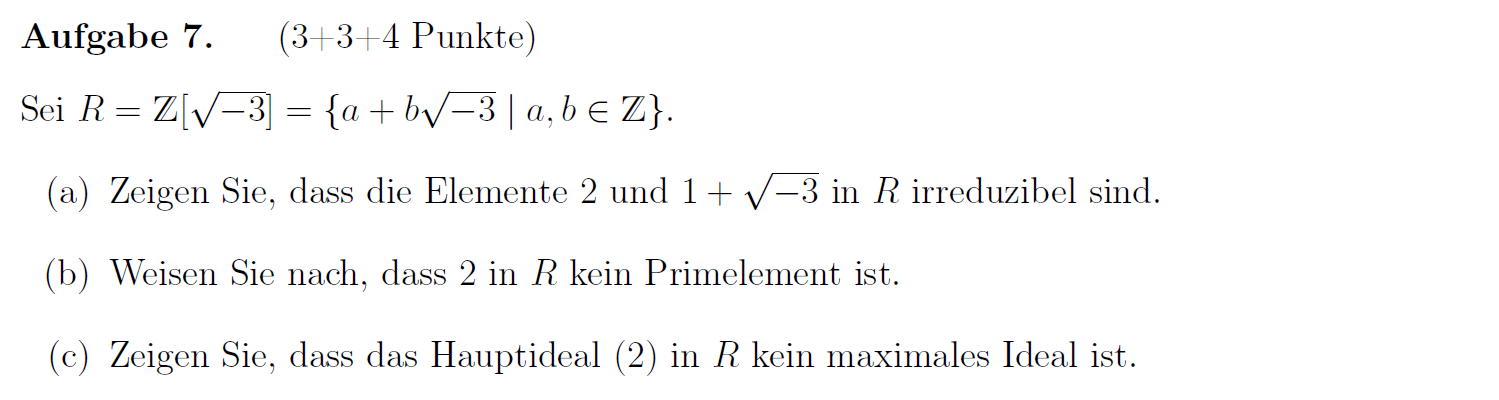 Aufgabe 7. (3+3+4 Punkte)
Sei R = ℤ[√−3] = {a + b√−3 | a, b ∈ ℤ}.
(a) Zeigen Sie, dass die Elemente 2 und 1 + √−3 in R irreduzibel sind.
(b) Weisen Sie nach, dass 2 in R kein Primelement ist.
(c) Zeigen Sie, dass das Hauptideal (2) in R kein maximales Ideal ist.